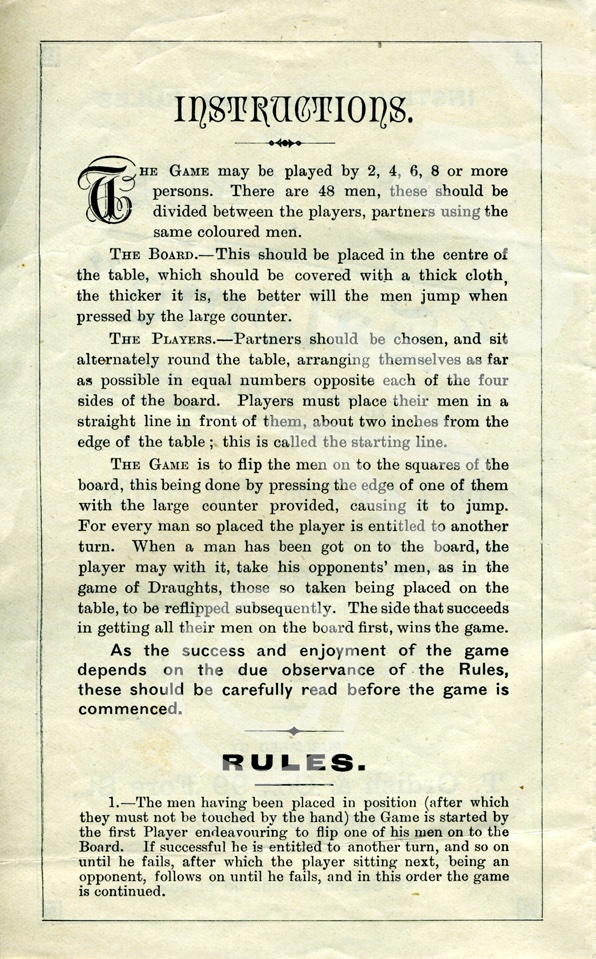 INSTRUCTIONS.
THE GAME may be played by 2, 4, 6, 8 or more
persons. There are 48 men, these should be
divided between the players, partners using the
same coloured men.
THE BOARD.—This should be placed in the centre of
the table, which should be covered with a thick cloth,
the thicker it is, the better will the men jump when
pressed by the large counter.
THE PLAYERS.—Partners should be chosen, and sit
alternately round the table, arranging themselves as far
as possible in equal numbers opposite each of the four
sides of the board. Players must place their men in a
straight line in front of them, about two inches from the
edge of the table; this is called the starting line.
THE GAME is to flip the men on to the squares of the
board, this being done by pressing the edge of one of them
with the large counter provided, causing it to jump.
For every man so placed the player is entitled to another
turn. When a man has been got on to the board, the
player may with it, take his opponents' men, as in the
game of Draughts, those so taken being placed on the
table, to be reflipped subsequently. The side that succeeds
in getting all their men on the board first, wins the game.
As the success and enjoyment of the game
depends on the due observance of the Rules,
these should be carefully read before the game is
commenced.
RULES.
1.—The men having been placed in position (after which
they must not be touched by the hand) the Game is started by
the first Player endeavouring to flip one of his men on to the
Board. If successful he is entitled to another turn, and so on
until he fails, after which the player sitting next, being an
opponent, follows on until he fails, and in this order the game
is continued.